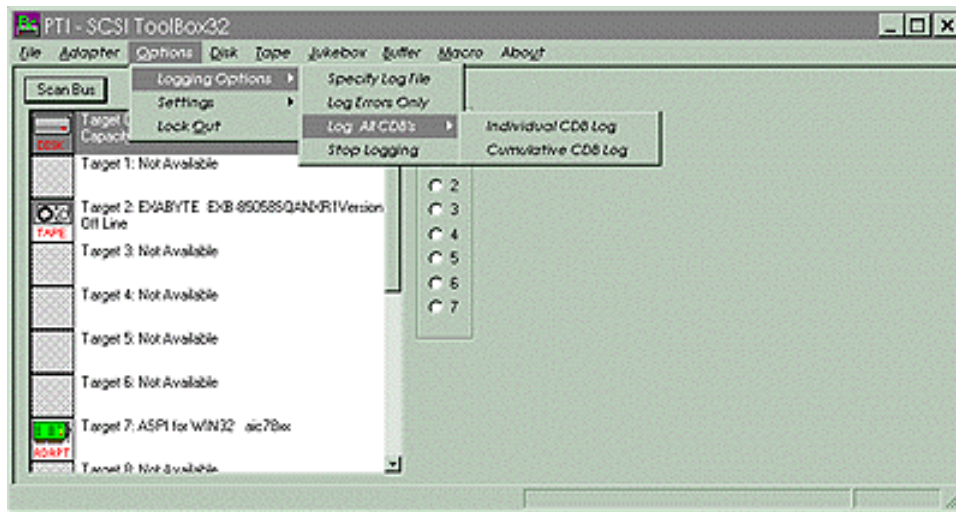 PTI - SCSI ToolBox32
File Adapter Options Disk Tape Jukebox Buffer Macro About
Scan Bus
Logging Options
Settings
Lock Out
Specify Log File
Log Errors Only
Log All CDB's
Stop Logging
Individual CDB Log
Cumulative CDB Log
Target
Capacity
DISK
Target 1: Not Available
Target 2: EXABYTE EXB-85058SQANXR1Version
Off Line
TAPE
Target 3: Not Available
Target 4: Not Available
Target 5: Not Available
Target 6: Not Available
Target 7: ASPI for WIN32 aic78xx
ADAPT
Target 8: Not Available
2
3
4
5
6
7